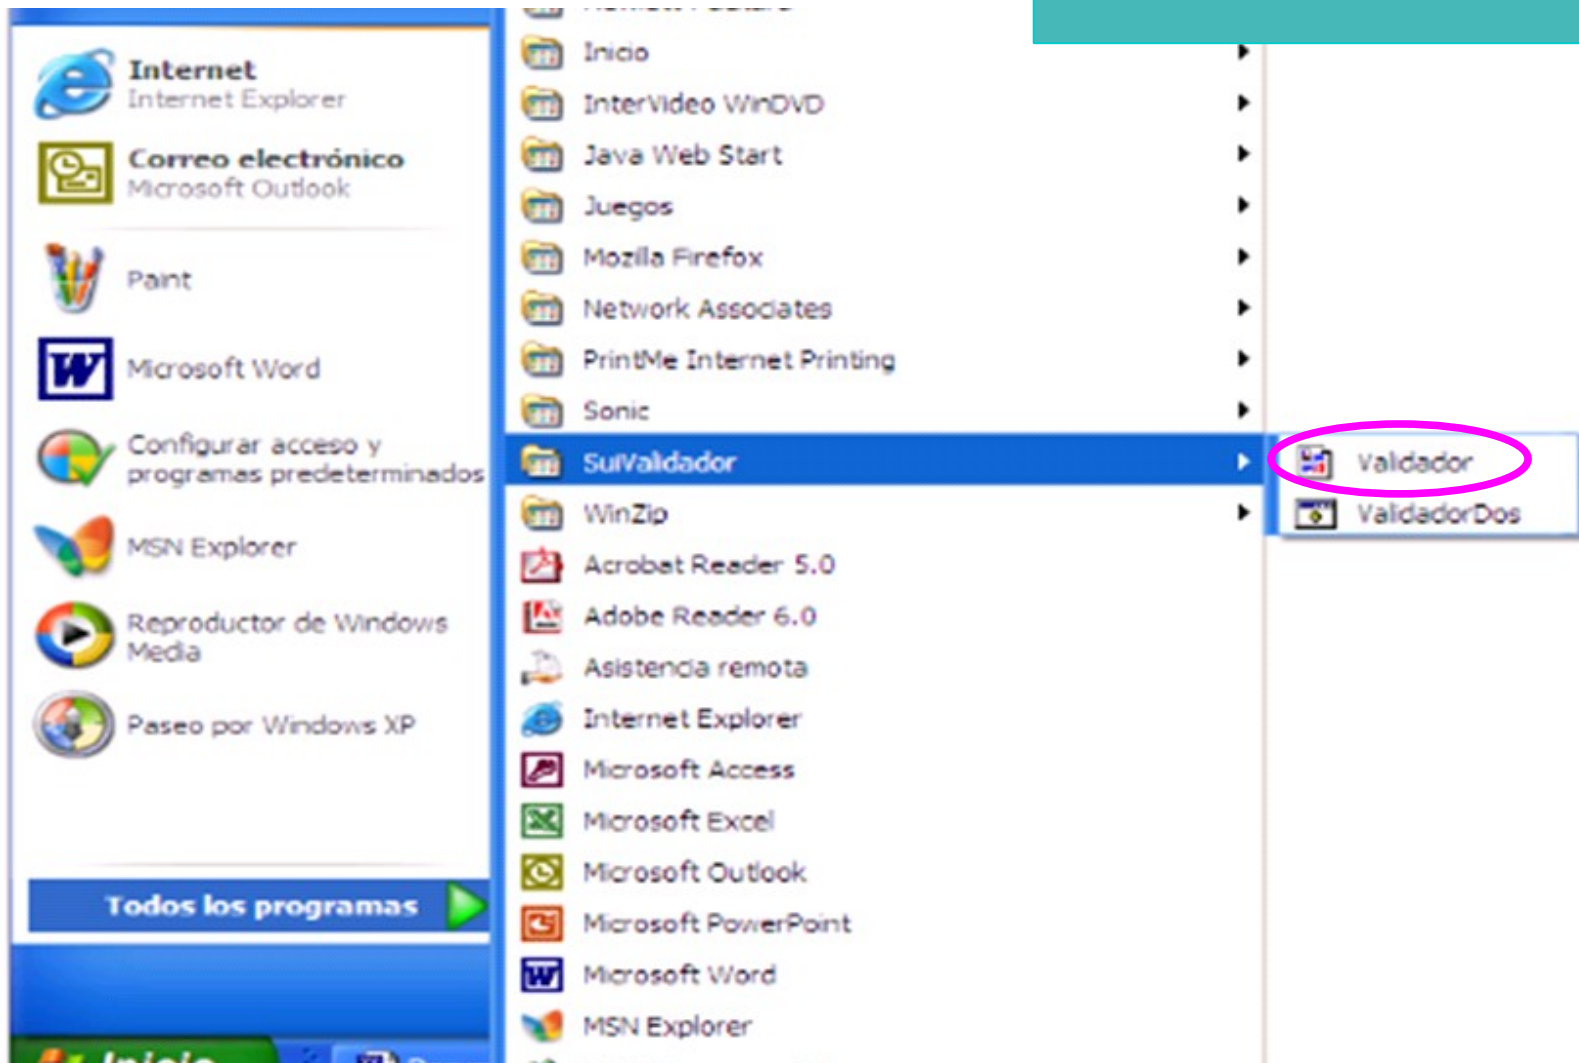 Internet
Internet Explorer
Correo electrónico
Microsoft Outlook
Paint
Microsoft Word
Configurar acceso y
programas predeterminados
MSN Explorer
Reproductor de Windows
Media
Paseo por Windows XP
Todos los programas
Inicio
Inicio
InterVideo WinDVD
Java Web Start
Juegos
Mozilla Firefox
Network Associates
PrintMe Internet Printing
Sonic
SuiValidador
WinZip
Acrobat Reader 5.0
Adobe Reader 6.0
Asistencia remota
Internet Explorer
Microsoft Access
Microsoft Excel
Microsoft Outlook
Microsoft PowerPoint
Microsoft Word
MSN Explorer
Validador
ValidadorDos